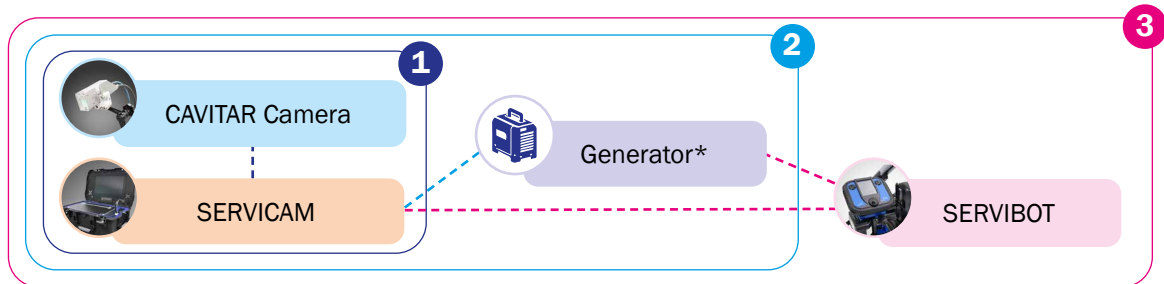 3
2
1
CAVITAR Camera
Generator*
SERVICAM
SERVIBOT